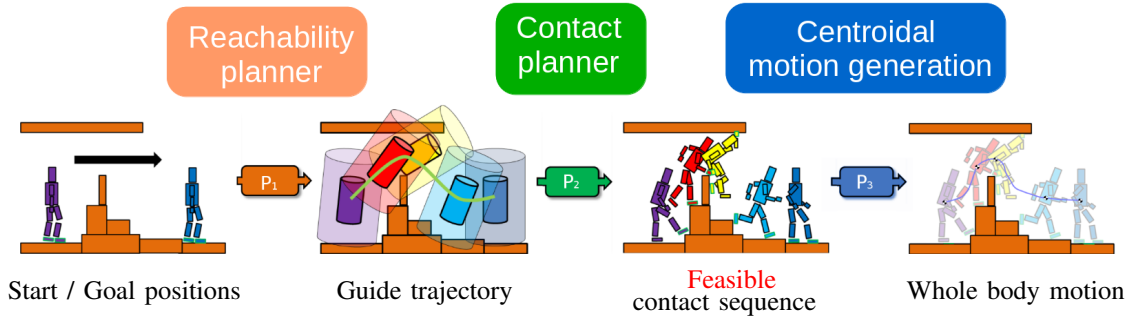 Reachability
planner
Contact
planner
Centroidal
motion generation
P₁
P₂
P₃
Start / Goal positions
Guide trajectory
Feasible
contact sequence
Whole body motion